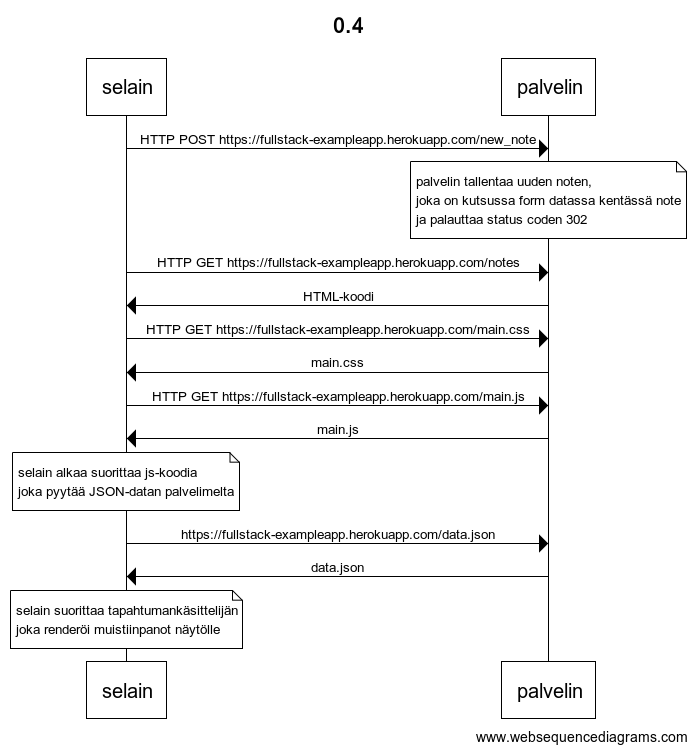 0.4
selain
palvelin
HTTP POST https://fullstack-exampleapp.herokuapp.com/new_note
palvelin tallentaa uuden noten,
joka on kutsussa form datassa kentässä note
ja palauttaa status coden 302
HTTP GET https://fullstack-exampleapp.herokuapp.com/notes
HTML-koodi
HTTP GET https://fullstack-exampleapp.herokuapp.com/main.css
main.css
HTTP GET https://fullstack-exampleapp.herokuapp.com/main.js
main.js
selain alkaa suorittaa js-koodia
joka pyytää JSON-datan palvelimelta
https://fullstack-exampleapp.herokuapp.com/data.json
data.json
selain suorittaa tapahtumankäsittelijän
joka renderöi muistiinpanot näytölle
selain
palvelin
www.websequencediagrams.com